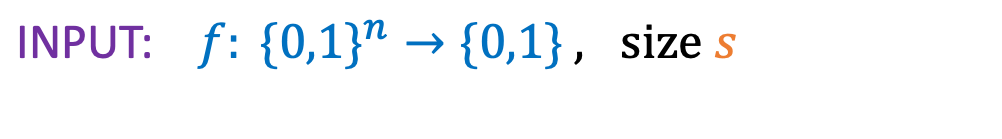 INPUT: f: {0,1}ⁿ → {0,1} , size s